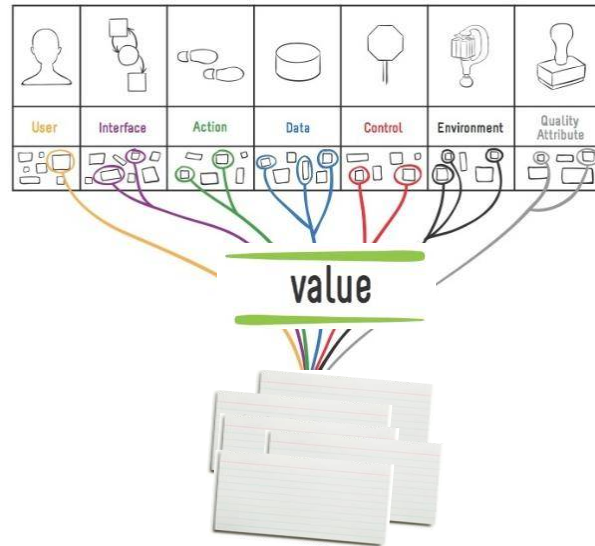 User
Interface
Action
Data
Control
Environment
Quality
Attribute
value